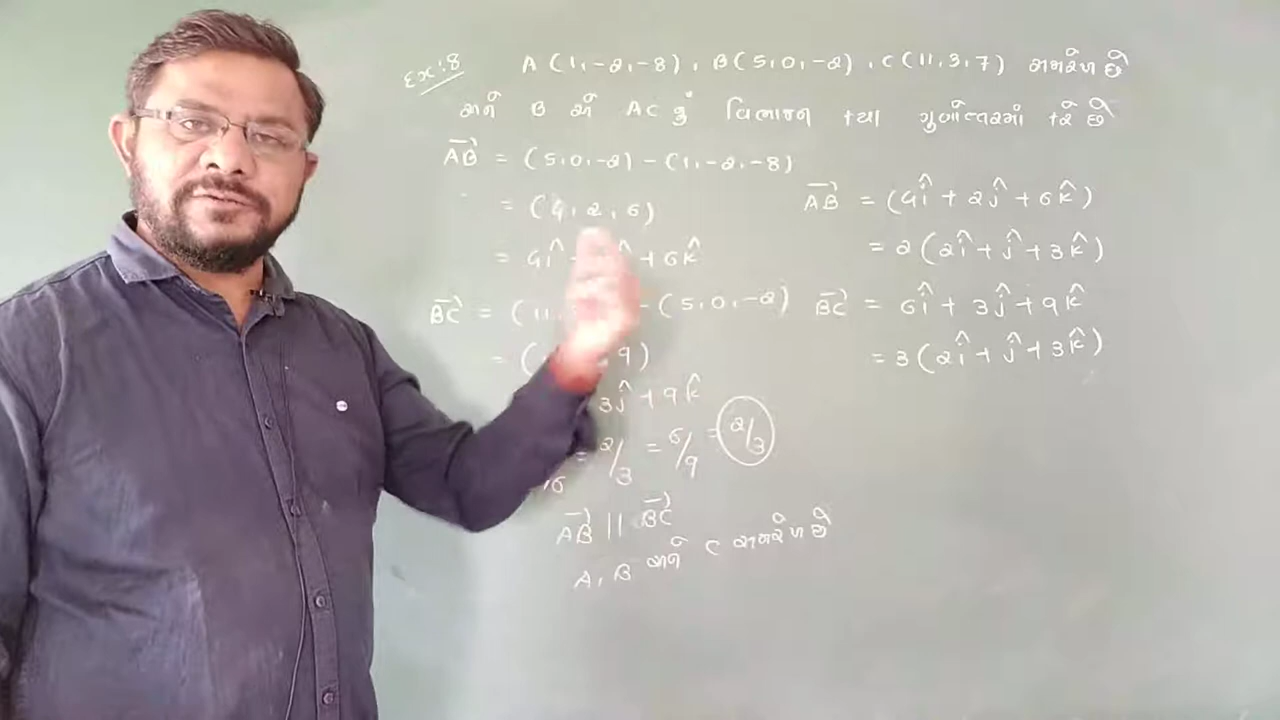 Ex:8 A(1,-2,-8), B(5,0,-2), C(11,3,7) સમરેખ છે
અને B એ AC નું વિભાજન કયા ગુણોત્તરમાં કરે છે
AB = (5,0,-2) - (1,-2,-8)
= (4,2,6)
= 4î + k̂
BC = (11, - (5,0,-2)
= ( 9)
3ĵ + 9k̂
= 2/3 = 6/9 = 2/3
AB || BC
A, B અને C સમરેખ છે
AB = (4î + 2ĵ + 6k̂)
= 2(2î + ĵ + 3k̂)
BC = 6î + 3ĵ + 9k̂
= 3(2î + ĵ + 3k̂)